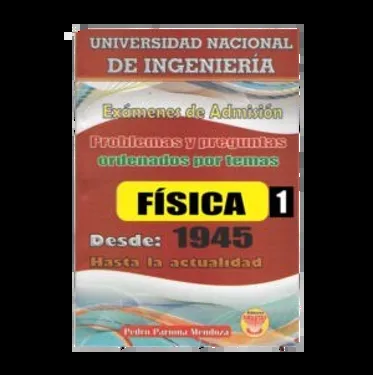 UNIVERSIDAD NACIONAL
DE INGENIERÍA
Exámenes de Admisión
Problemas y preguntas
ordenados por temas
FÍSICA 1
Desde: 1945
Hasta la actualidad
Pedro Pariona Mendoza